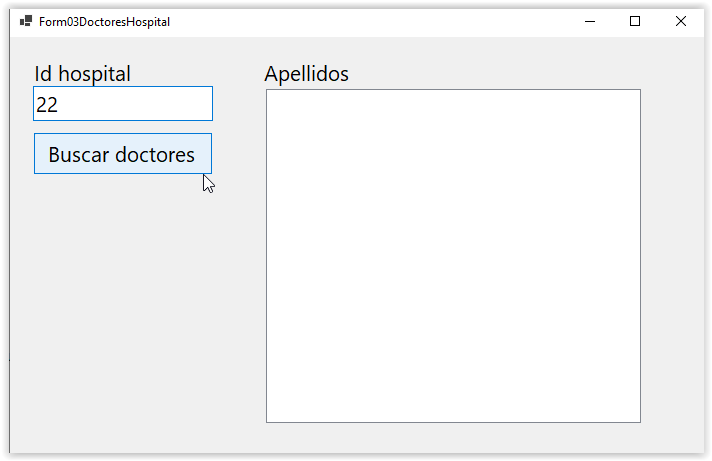 Form03DoctoresHospital
Id hospital
Apellidos
22
Buscar doctores